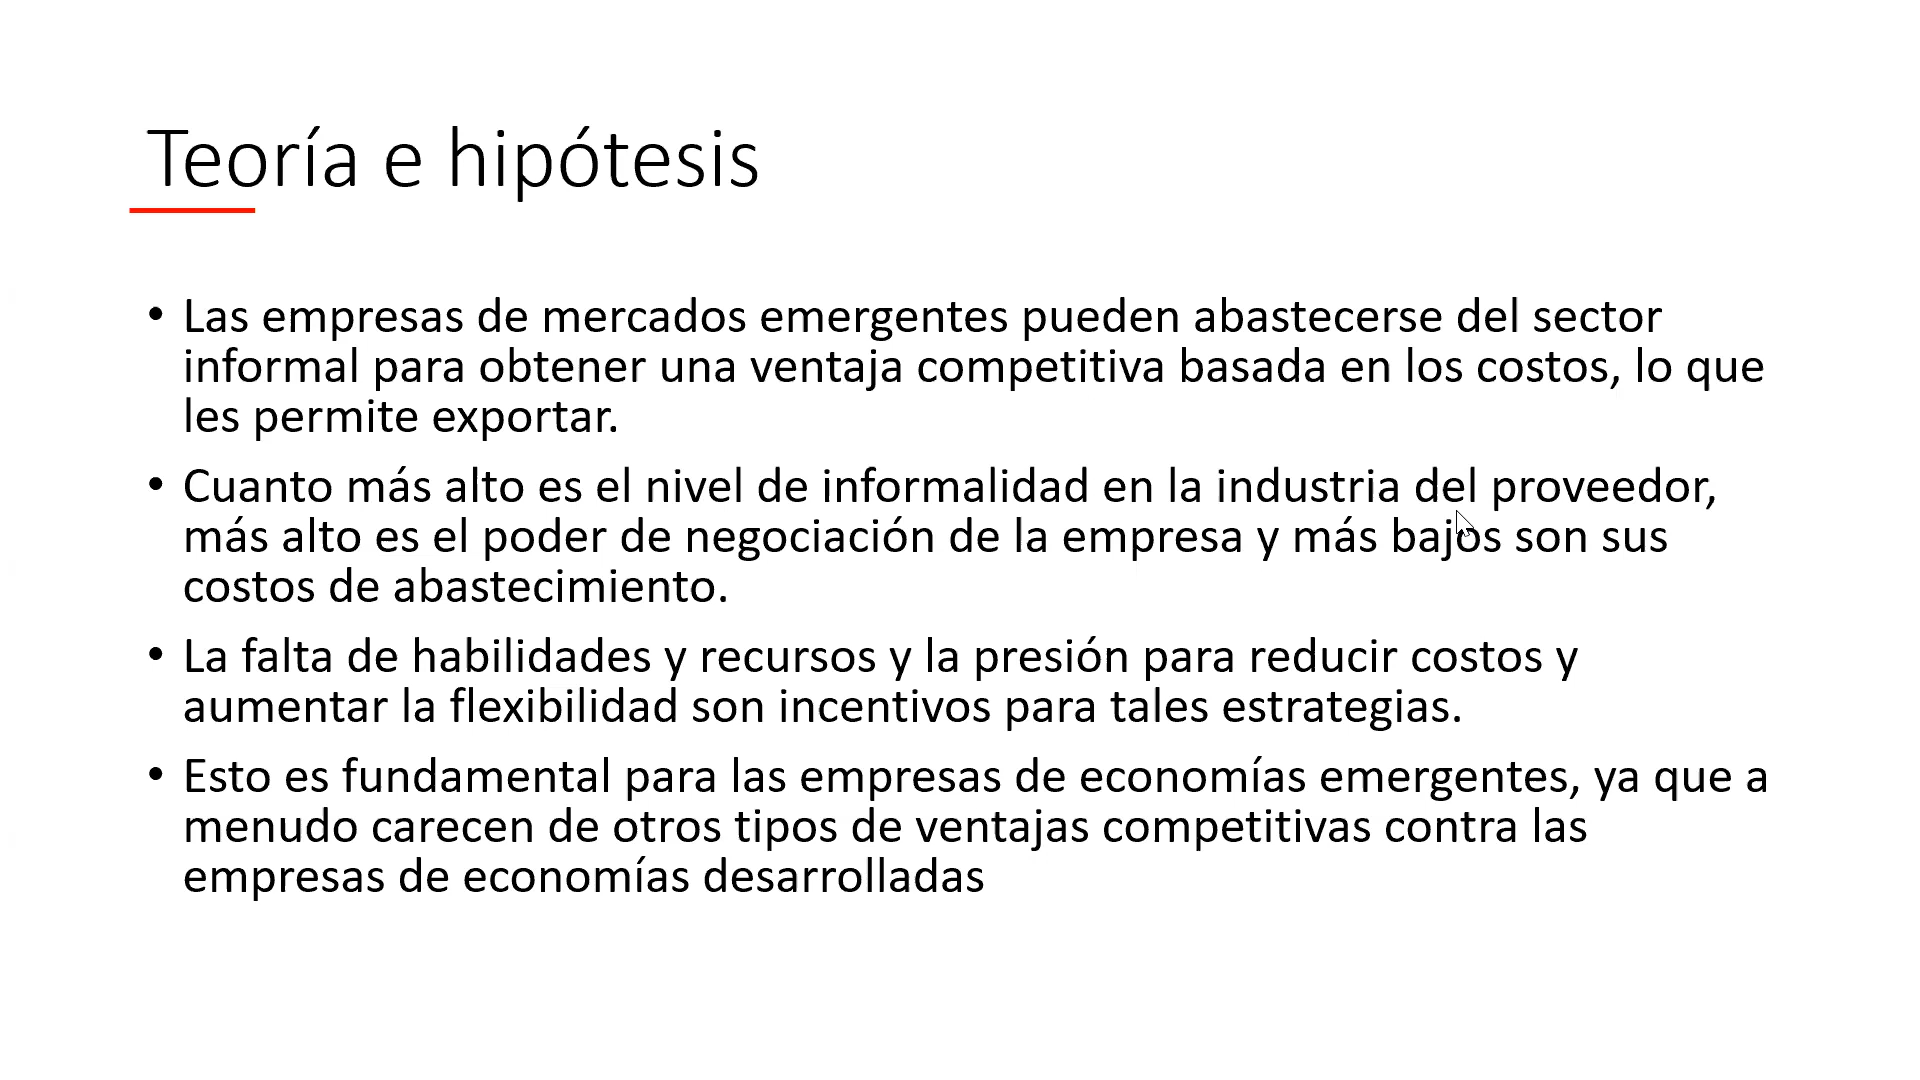 Teoría e hipótesis
• Las empresas de mercados emergentes pueden abastecerse del sector
informal para obtener una ventaja competitiva basada en los costos, lo que
les permite exportar.
• Cuanto más alto es el nivel de informalidad en la industria del proveedor,
más alto es el poder de negociación de la empresa y más bajos son sus
costos de abastecimiento.
• La falta de habilidades y recursos y la presión para reducir costos y
aumentar la flexibilidad son incentivos para tales estrategias.
• Esto es fundamental para las empresas de economías emergentes, ya que a
menudo carecen de otros tipos de ventajas competitivas contra las
empresas de economías desarrolladas